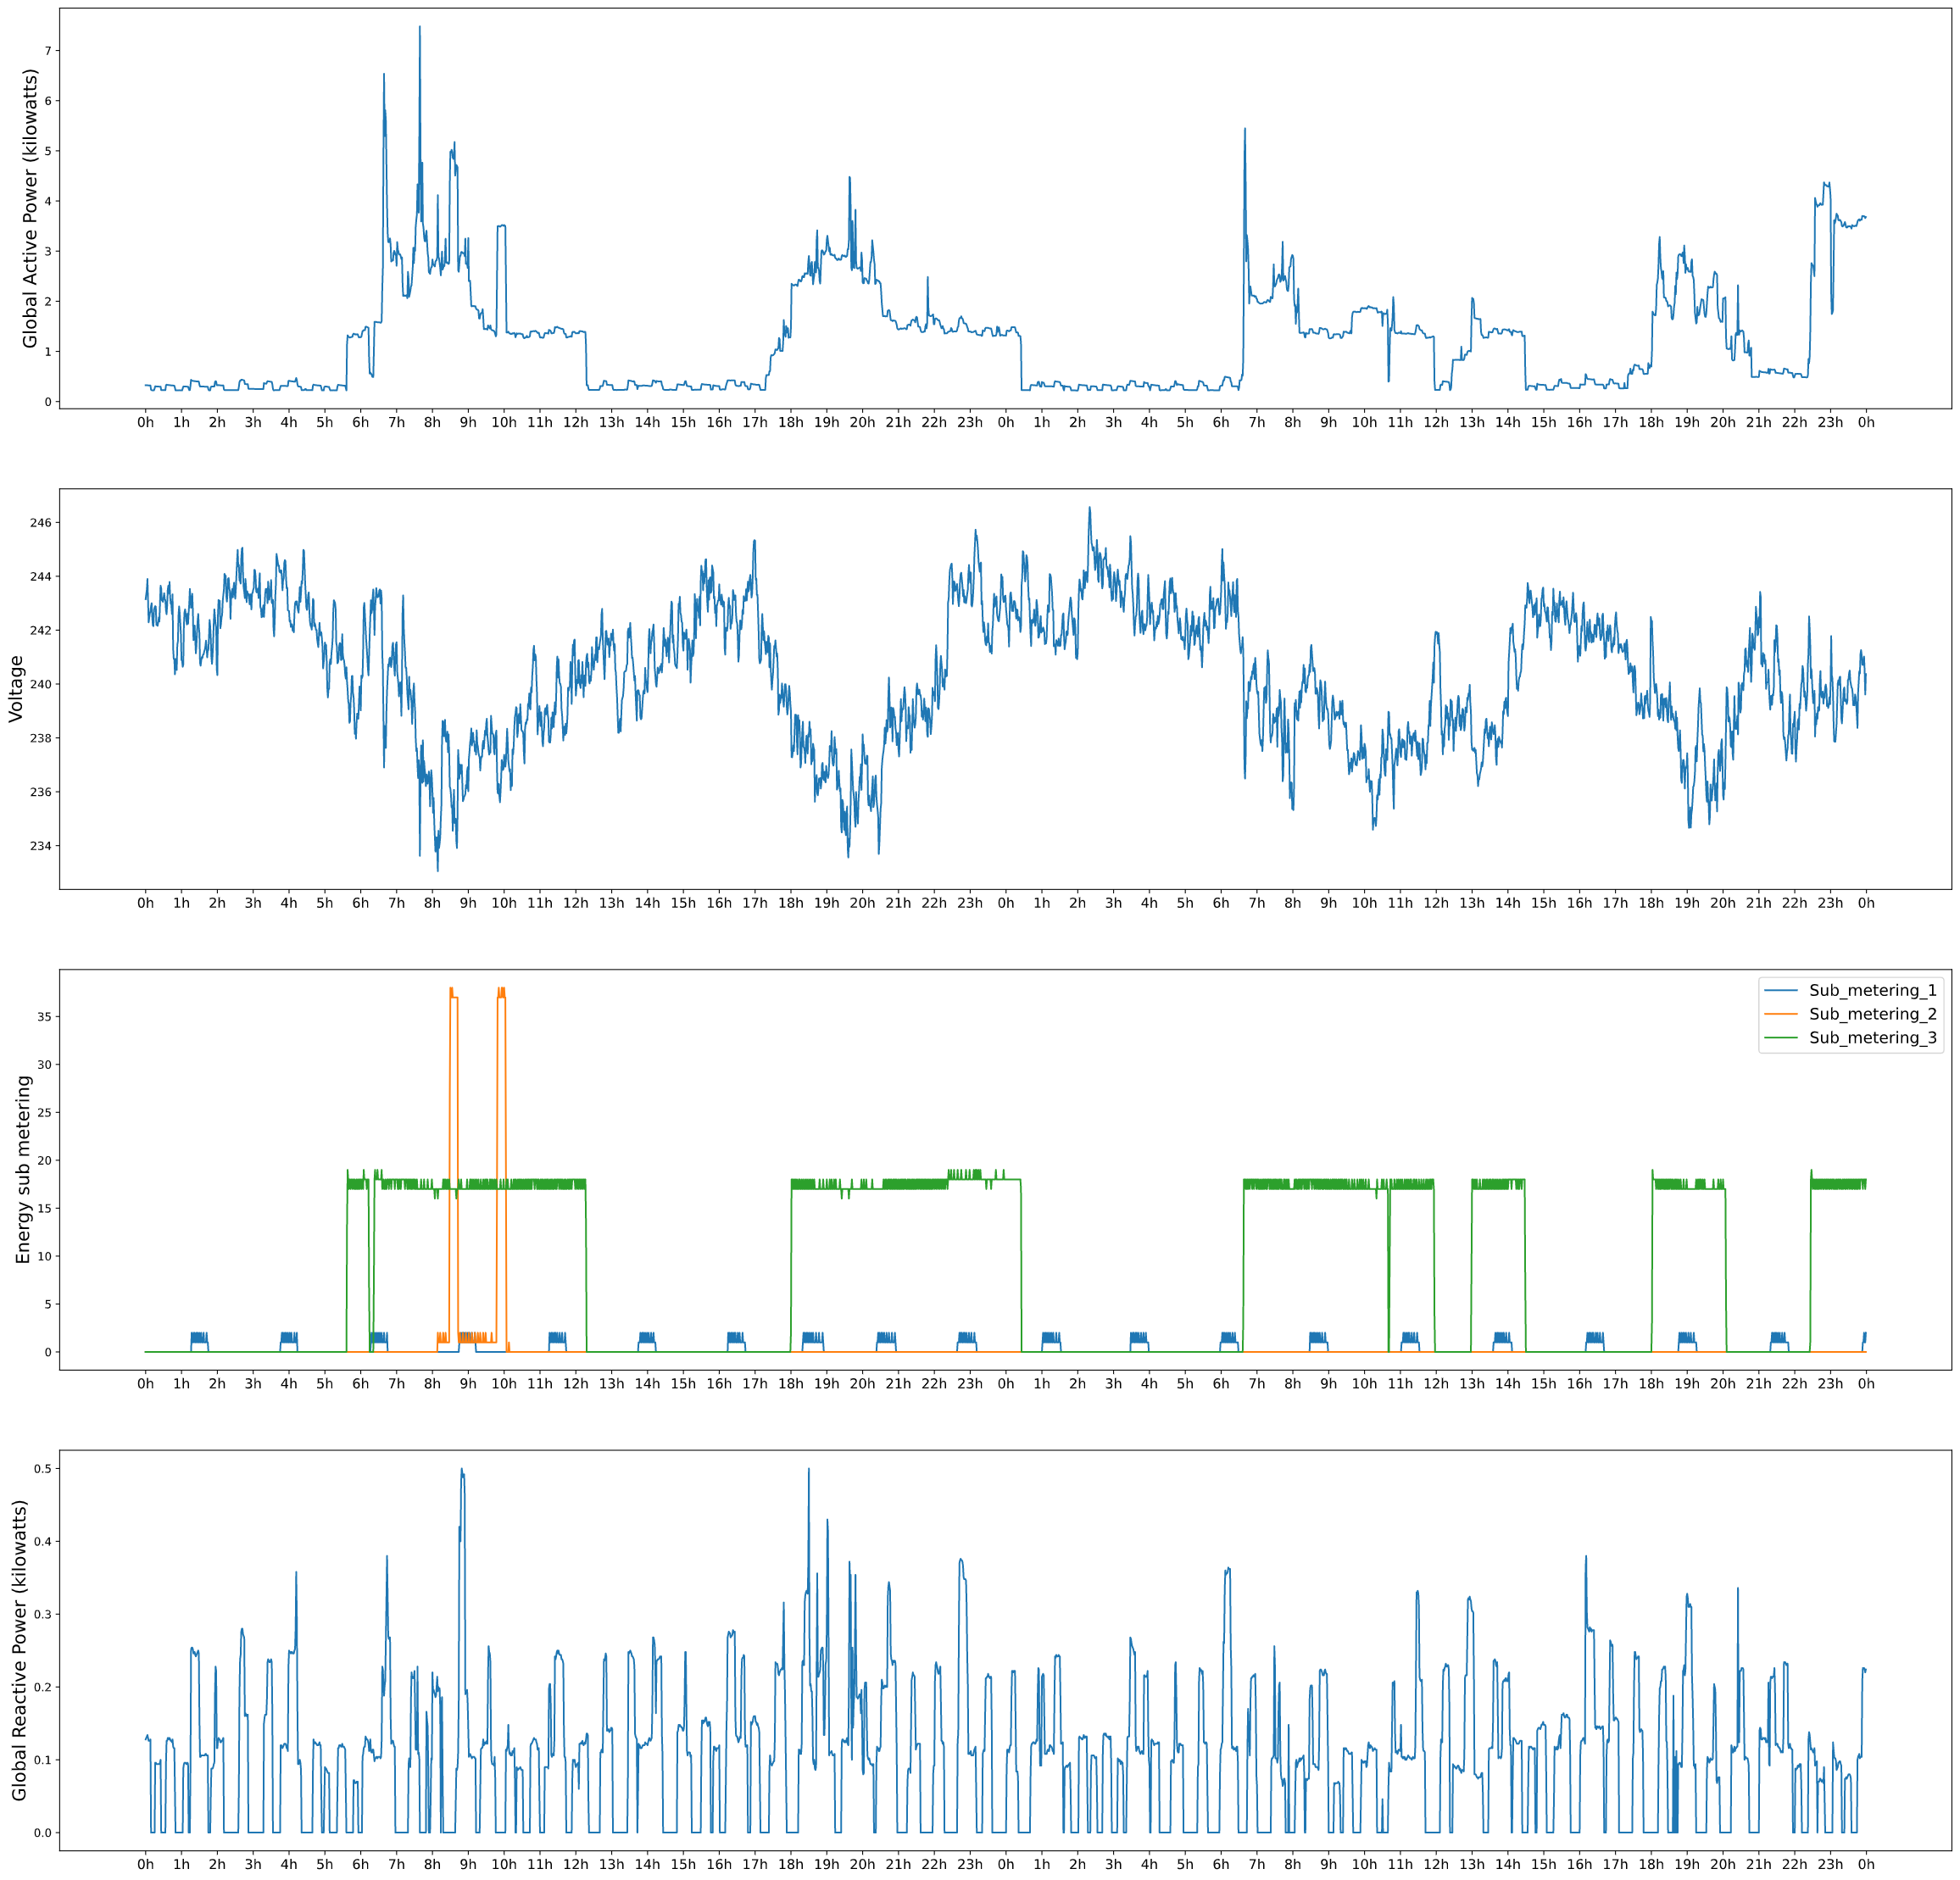 Global Active Power (kilowatts)
7
6
5
4
3
2
1
0
0h 1h 2h 3h 4h 5h 6h 7h 8h 9h 10h 11h 12h 13h 14h 15h 16h 17h 18h 19h 20h 21h 22h 23h 0h 1h 2h 3h 4h 5h 6h 7h 8h 9h 10h 11h 12h 13h 14h 15h 16h 17h 18h 19h 20h 21h 22h 23h 0h
Voltage
246
244
242
240
238
236
234
0h 1h 2h 3h 4h 5h 6h 7h 8h 9h 10h 11h 12h 13h 14h 15h 16h 17h 18h 19h 20h 21h 22h 23h 0h 1h 2h 3h 4h 5h 6h 7h 8h 9h 10h 11h 12h 13h 14h 15h 16h 17h 18h 19h 20h 21h 22h 23h 0h
Energy sub metering
35
30
25
20
15
10
5
0
Sub_metering_1
Sub_metering_2
Sub_metering_3
0h 1h 2h 3h 4h 5h 6h 7h 8h 9h 10h 11h 12h 13h 14h 15h 16h 17h 18h 19h 20h 21h 22h 23h 0h 1h 2h 3h 4h 5h 6h 7h 8h 9h 10h 11h 12h 13h 14h 15h 16h 17h 18h 19h 20h 21h 22h 23h 0h
Global Reactive Power (kilowatts)
0.5
0.4
0.3
0.2
0.1
0.0
0h 1h 2h 3h 4h 5h 6h 7h 8h 9h 10h 11h 12h 13h 14h 15h 16h 17h 18h 19h 20h 21h 22h 23h 0h 1h 2h 3h 4h 5h 6h 7h 8h 9h 10h 11h 12h 13h 14h 15h 16h 17h 18h 19h 20h 21h 22h 23h 0h